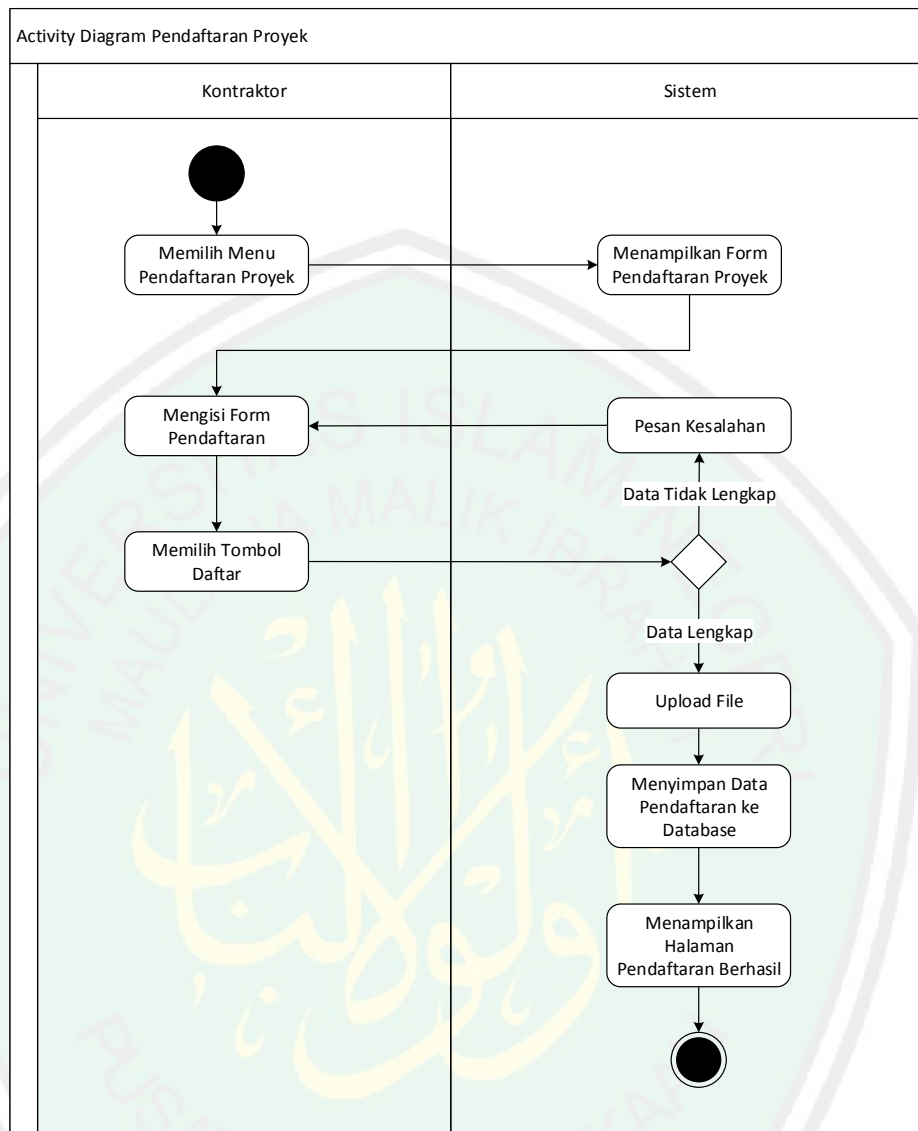 Activity Diagram Pendaftaran Proyek
Kontraktor
Sistem
Memilih Menu
Pendaftaran Proyek
Menampilkan Form
Pendaftaran Proyek
Mengisi Form
Pendaftaran
Pesan Kesalahan
Data Tidak Lengkap
Memilih Tombol
Daftar
Data Lengkap
Upload File
Menyimpan Data
Pendaftaran ke
Database
Menampilkan
Halaman
Pendaftaran Berhasil